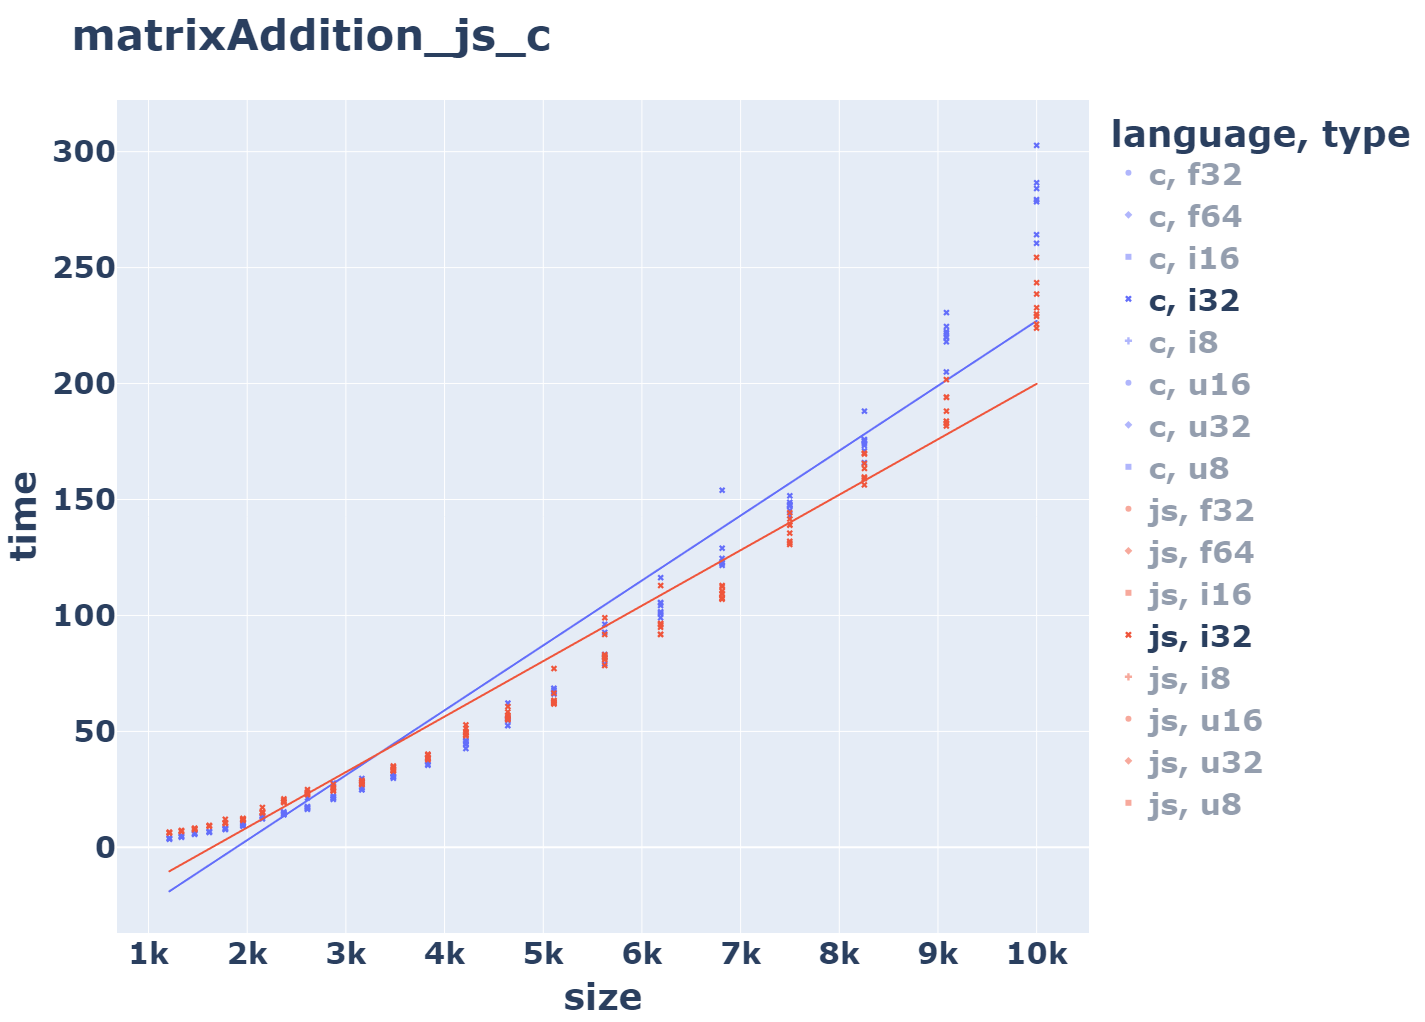 matrixAddition_js_c
300
250
200
150
100
50
0
time
1k 2k 3k 4k 5k 6k 7k 8k 9k 10k
size
language, type
c, f32
c, f64
c, i16
c, i32
c, i8
c, u16
c, u32
c, u8
js, f32
js, f64
js, i16
js, i32
js, i8
js, u16
js, u32
js, u8